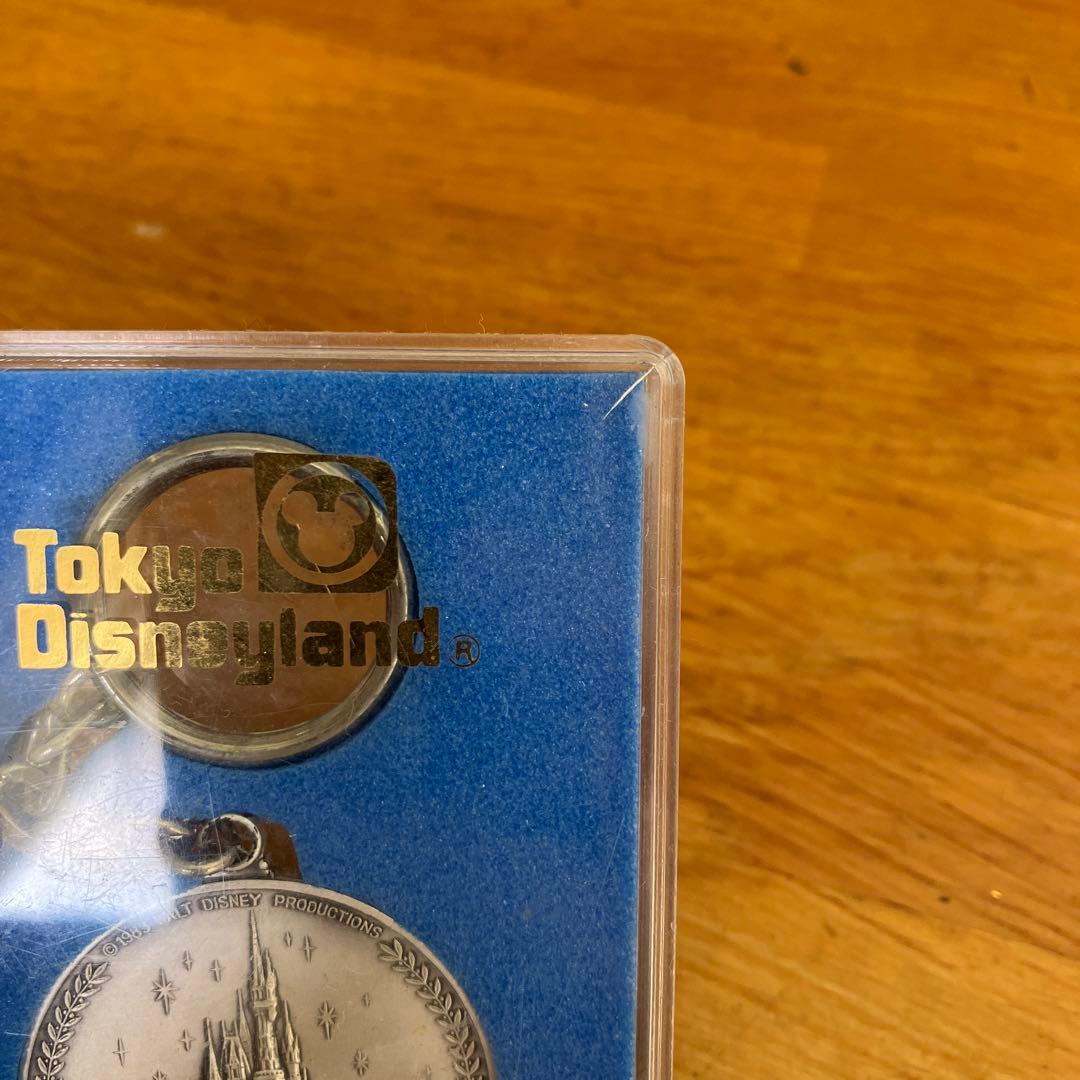 Tokyo
Disneyland®
©1983 WALT DISNEY PRODUCTIONS